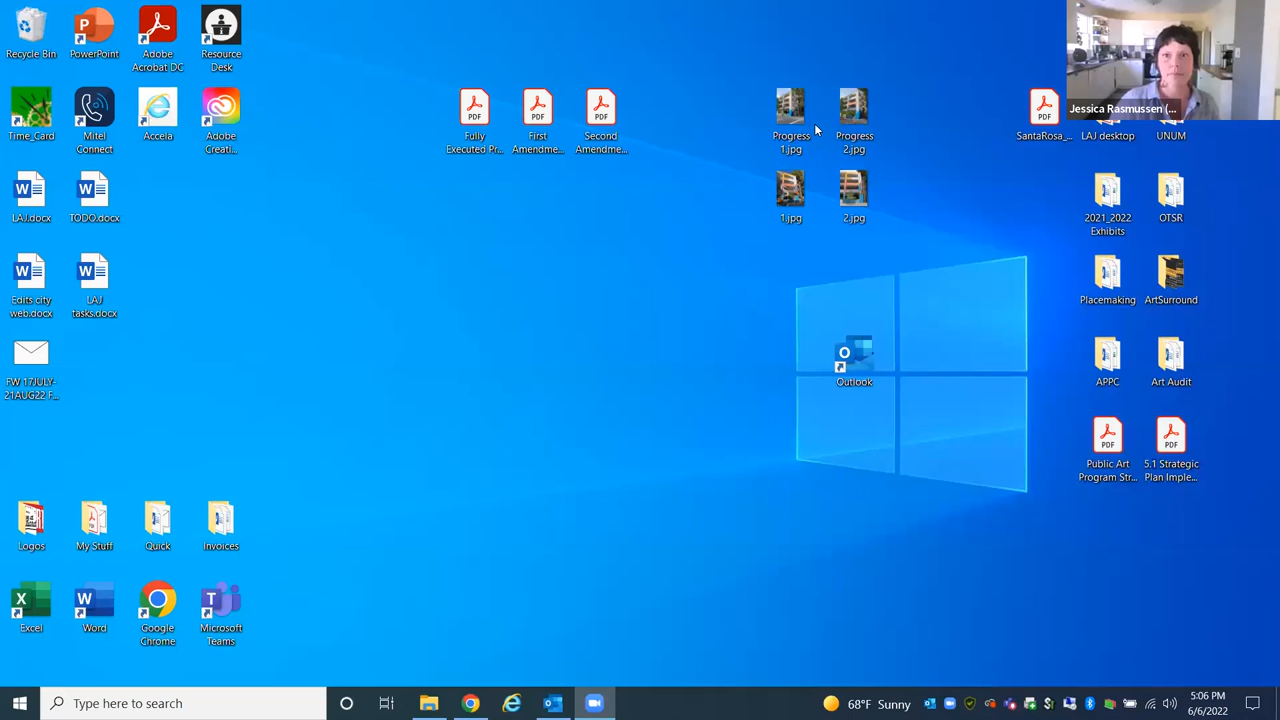 Recycle Bin
PowerPoint
Adobe
Acrobat DC
Resource
Desk
Jessica Rasmussen (...
Time_Card
Mitel
Connect
Accela
Adobe
Creati...
Fully
Executed Pr...
First
Amendme...
Second
Amendme...
Progress
1.jpg
Progress
2.jpg
SantaRosa_...
LAJ desktop
UNUM
LAJ.docx
TODO.docx
1.jpg
2.jpg
2021_2022
Exhibits
OTSR
Edits city
web.docx
LAJ
tasks.docx
Placemaking
ArtSurround
FW 17JULY-
21AUG22 F...
Outlook
APPC
Art Audit
Public Art
Program Str...
5.1 Strategic
Plan Imple...
Logos
My Stuff
Quick
Invoices
Excel
Word
Google
Chrome
Microsoft
Teams
Type here to search
68°F Sunny
5:06 PM
6/6/2022